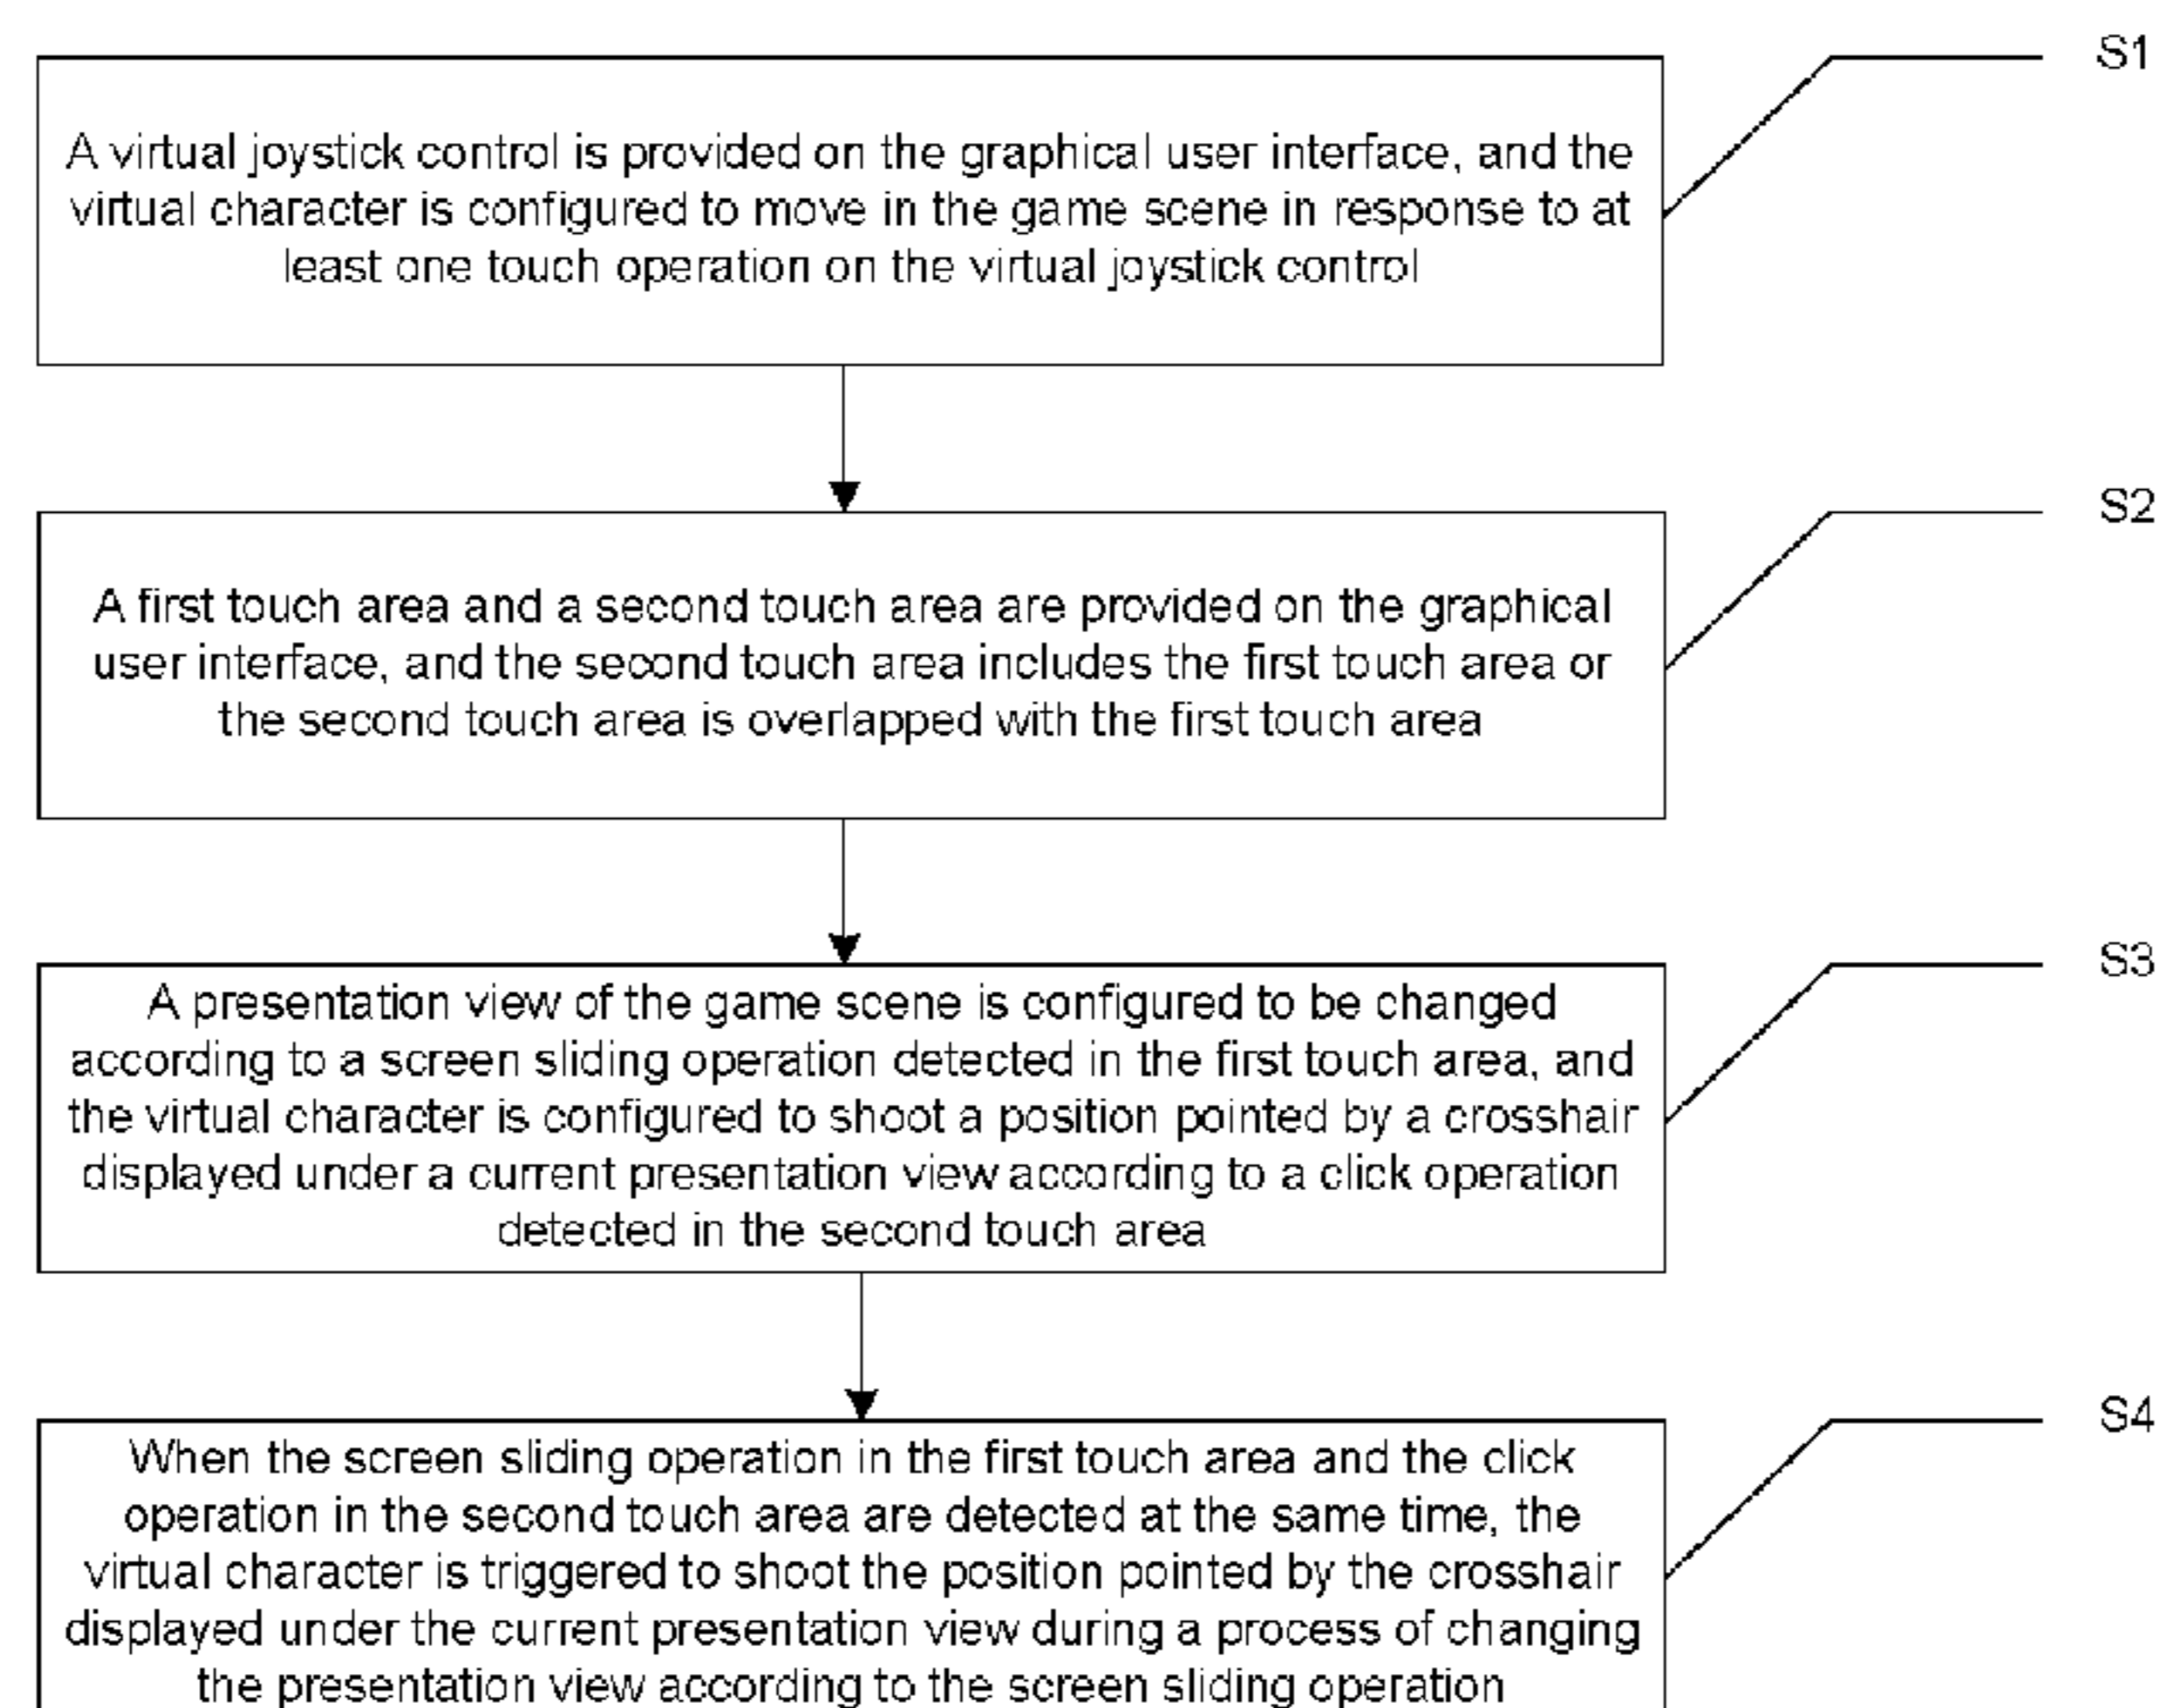 S1
A virtual joystick control is provided on the graphical user interface, and the
virtual character is configured to move in the game scene in response to at
least one touch operation on the virtual joystick control
S2
A first touch area and a second touch area are provided on the graphical
user interface, and the second touch area includes the first touch area or
the second touch area is overlapped with the first touch area
S3
A presentation view of the game scene is configured to be changed
according to a screen sliding operation detected in the first touch area, and
the virtual character is configured to shoot a position pointed by a crosshair
displayed under a current presentation view according to a click operation
detected in the second touch area
S4
When the screen sliding operation in the first touch area and the click
operation in the second touch area are detected at the same time, the
virtual character is triggered to shoot the position pointed by the crosshair
displayed under the current presentation view during a process of changing
the presentation view according to the screen sliding operation